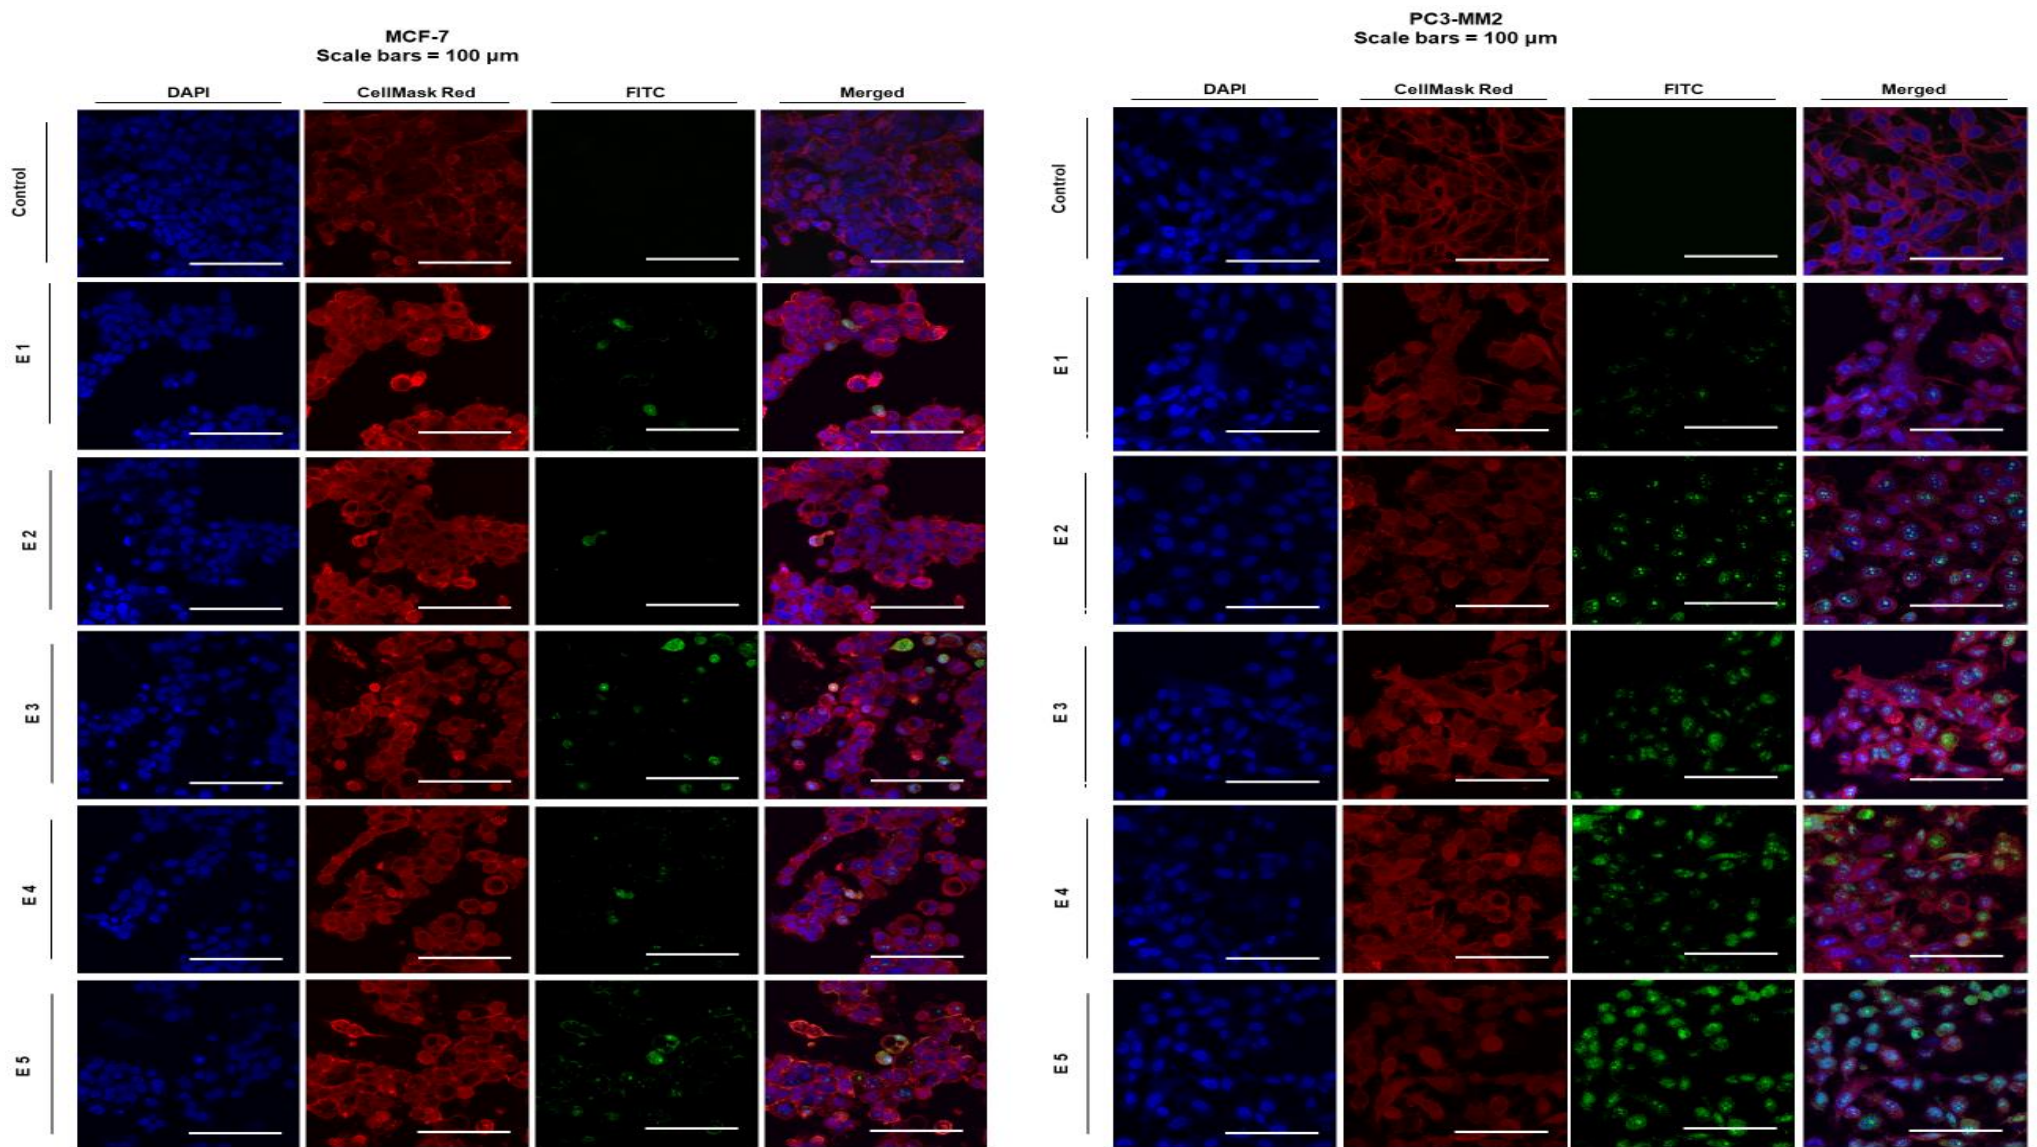 MCF-7
Scale bars = 100 µm
DAPI CellMask Red FITC Merged
Control
E 1
E 2
E 3
E 4
E 5
PC3-MM2
Scale bars = 100 µm
DAPI CellMask Red FITC Merged
Control
E 1
E 2
E 3
E 4
E 5